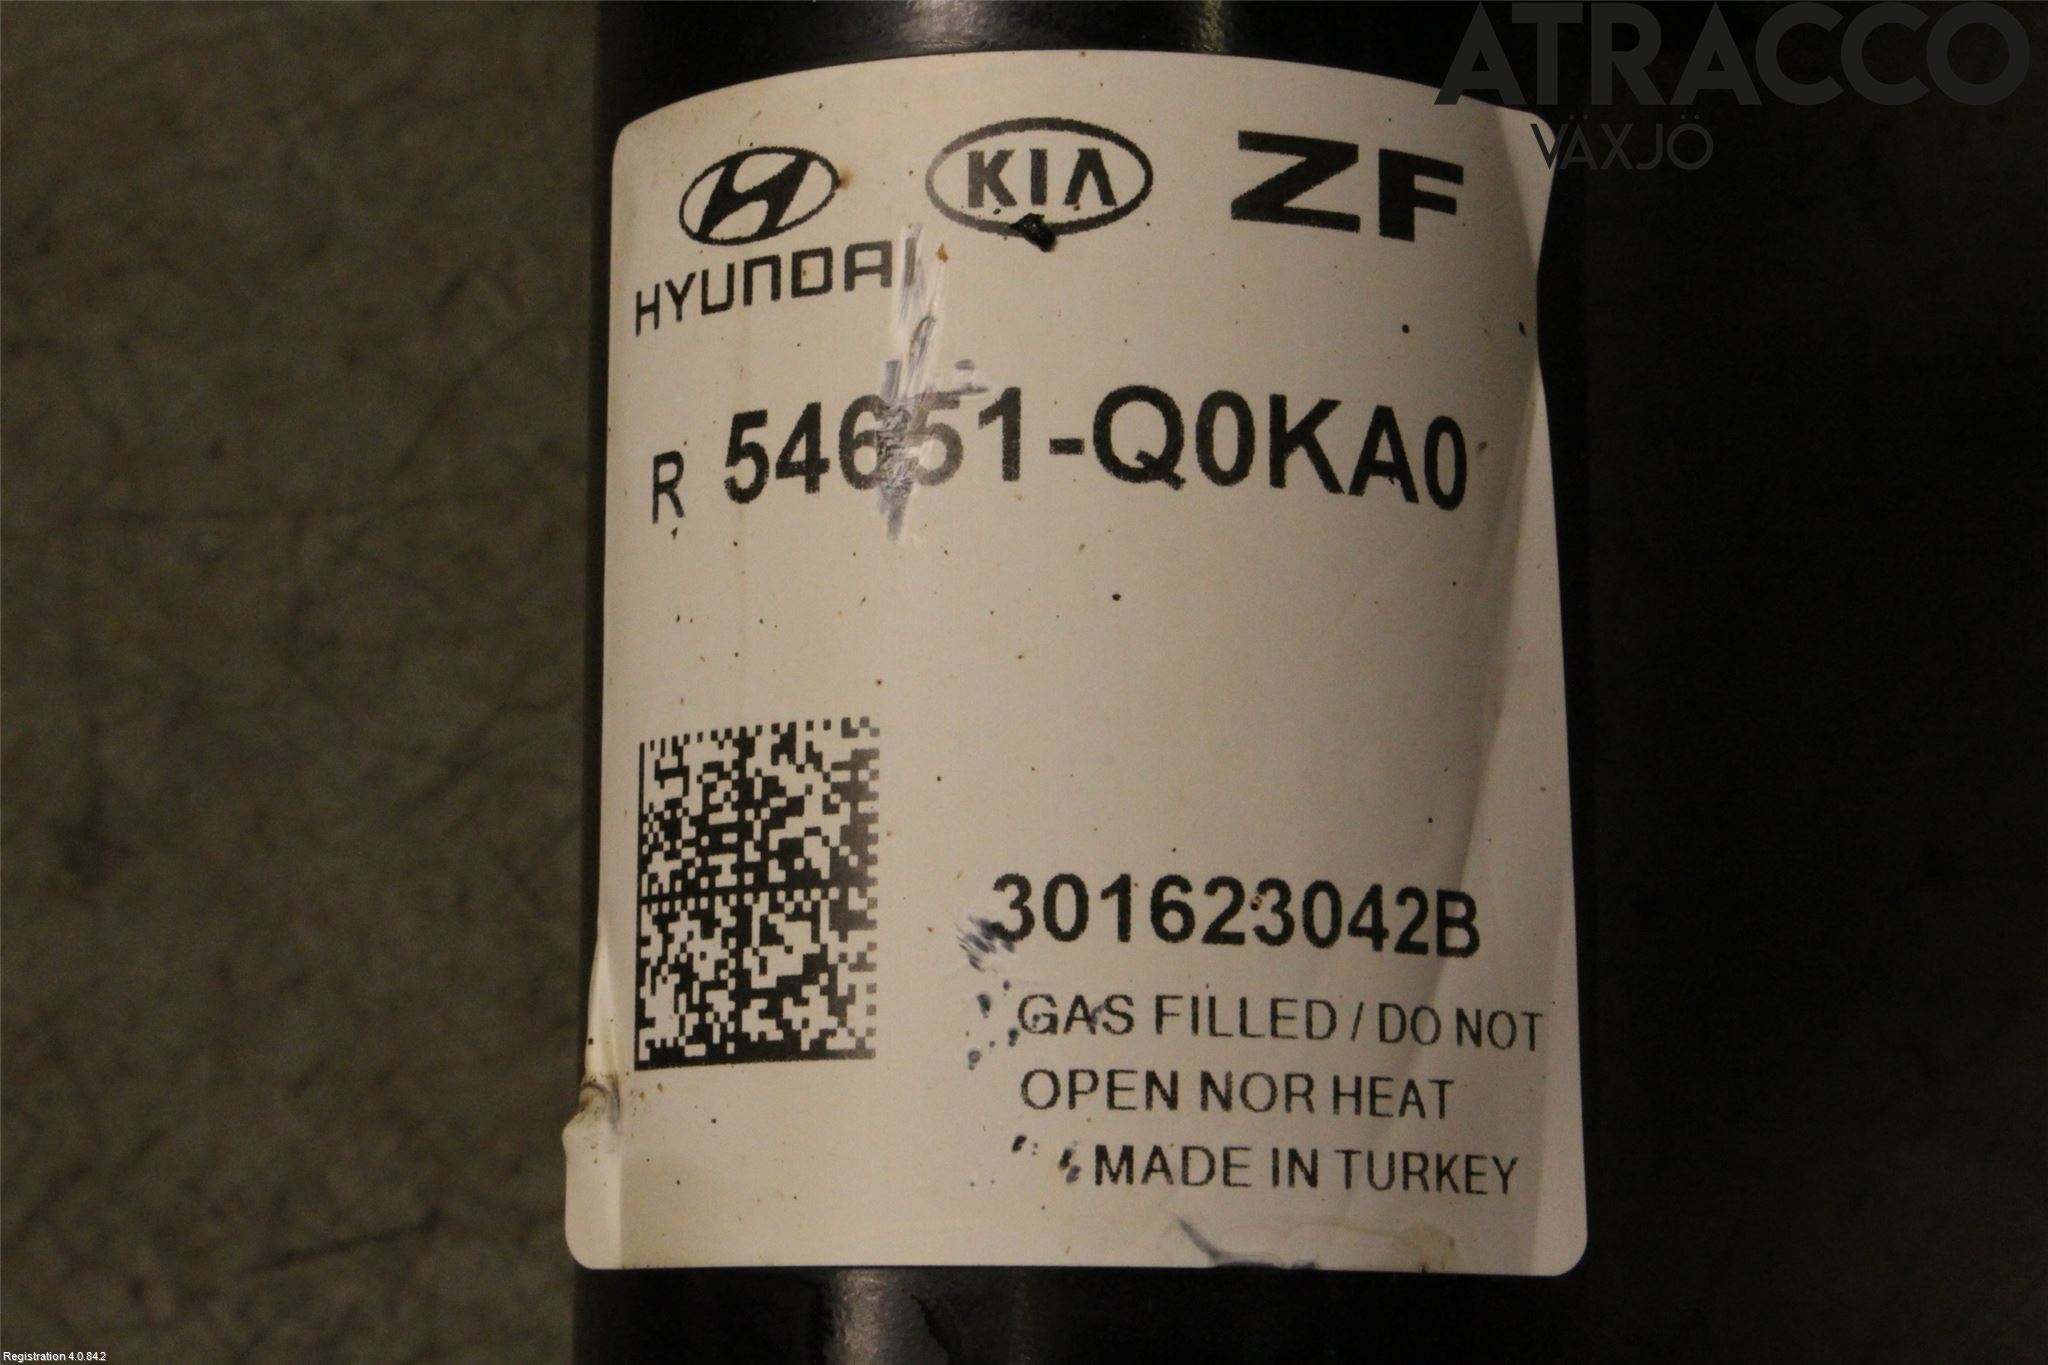 ATRACCO
VÄXJÖ
KIA ZF
HYUNDAI
R 54651-Q0KA0
301623042B
GAS FILLED / DO NOT
OPEN NOR HEAT
MADE IN TURKEY
Registration 4.0.84.2